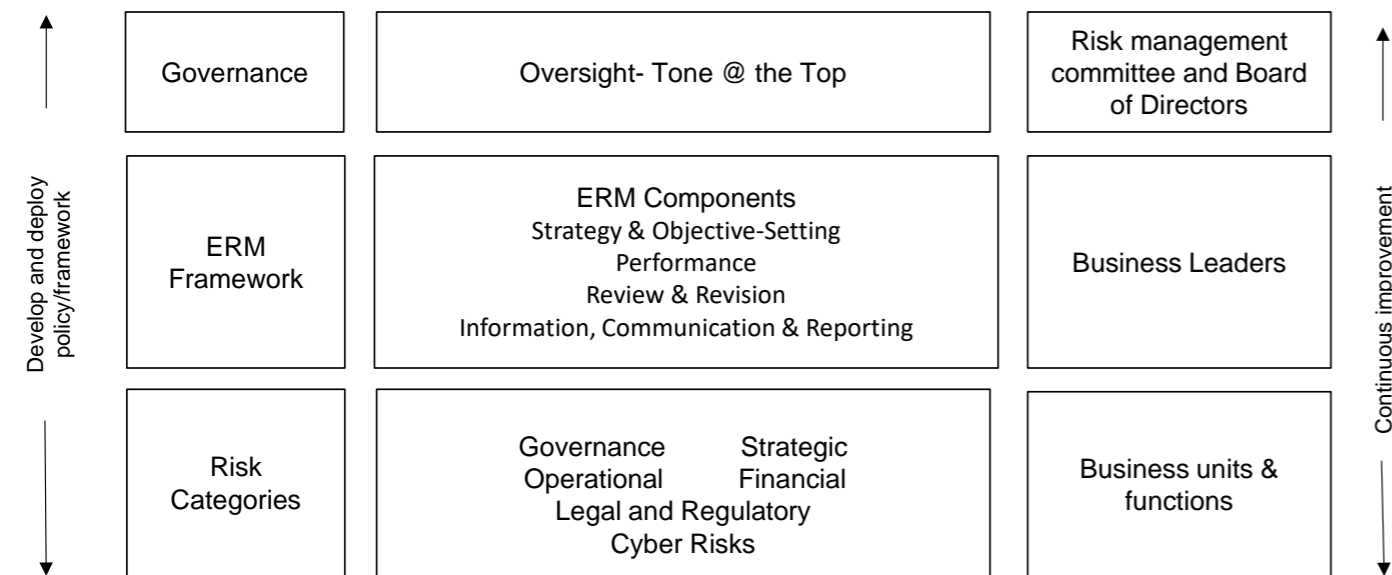 Develop and deploy
policy/framework
Governance
Oversight- Tone @ the Top
Risk management
committee and Board
of Directors
ERM
Framework
ERM Components
Strategy & Objective-Setting
Performance
Review & Revision
Information, Communication & Reporting
Business Leaders
Risk
Categories
Governance Strategic
Operational Financial
Legal and Regulatory
Cyber Risks
Business units &
functions
Continuous improvement